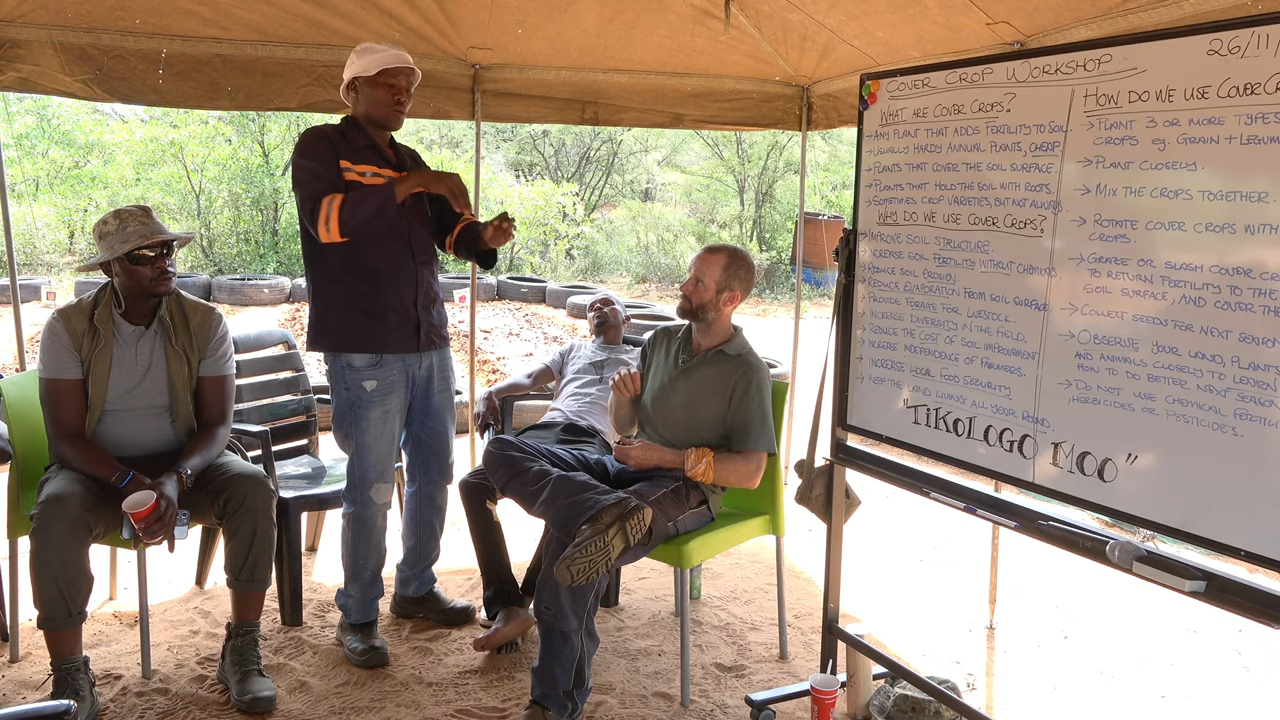 26/11/
COVER CROP WORKSHOP
WHAT ARE COVER CROPS?
→ANY PLANT THAT ADDS FERTILITY TO SOIL.
→USUALLY HARDY ANNUAL PLANTS, CHEAP.
→PLANTS THAT COVER THE SOIL SURFACE.
→PLANTS THAT HOLD THE SOIL WITH ROOTS.
→SOMETIMES CROP VARIETIES, BUT NOT ALWAYS
WHY DO WE USE COVER CROPS?
→IMPROVE SOIL STRUCTURE.
→INCREASE SOIL FERTILITY WITHOUT CHEMICALS
→REDUCE SOIL EROSION
→REDUCE EVAPORATION FROM SOIL SURFACE
→PROVIDE FORAGE FOR LIVESTOCK.
→INCREASE DIVERSITY IN THE FIELD.
→REDUCE THE COST OF SOIL IMPROVEMENT
→INCREASE INDEPENDENCE OF FARMERS.
→INCREASE LOCAL FOOD SECURITY
→KEEP THE LAND LIVING ALL YEAR ROUND.
HOW DO WE USE COVER CR
→PLANT 3 OR MORE TYPES
CROPS eg. GRAIN + LEGUM
→PLANT CLOSELY.
→MIX THE CROPS TOGETHER.
→ROTATE COVER CROPS WITH
CROPS.
→GRAZE OR SLASH COVER CR
TO RETURN FERTILITY TO THE
SOIL SURFACE, AND COVER THE
→COLLECT SEEDS FOR NEXT SEASON
→OBSERVE YOUR LAND, PLANTS
AND ANIMALS CLOSELY TO LEARN
HOW TO DO BETTER NEXT SEASON
→DO NOT USE CHEMICAL FERTILI
HERBICIDES OR PESTICIDES.
"TIKOLOGO MOO"